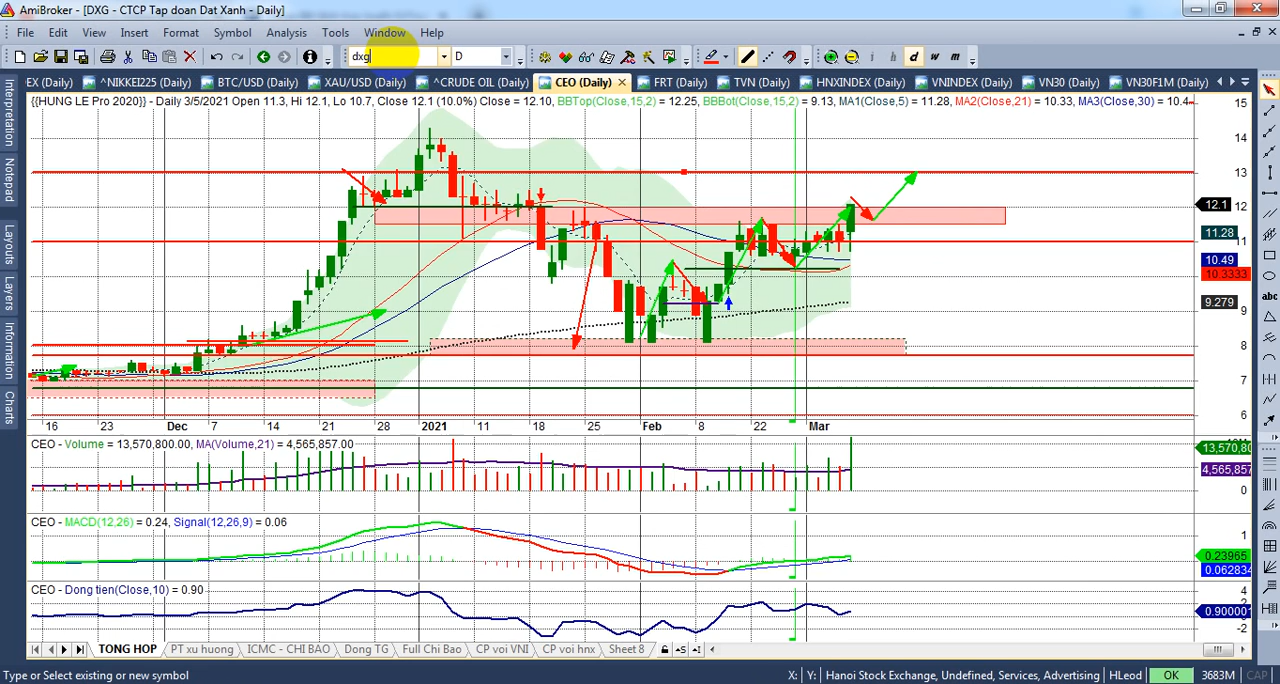 AmiBroker - [DXG - CTCP Tap doan Dat Xanh - Daily]
File Edit View Insert Format Symbol Analysis Tools Window Help
dxg D i h d w m
EX (Daily) ^NIKKEI225 (Daily) BTC/USD (Daily) XAU/USD (Daily) ^CRUDE OIL (Daily) CEO (Daily) FRT (Daily) TVN (Daily) HNXINDEX (Daily) VNINDEX (Daily) VN30 (Daily) VN30F1M (Daily)
{{HUNG LE Pro 2020}} - Daily 3/5/2021 Open 11.3, Hi 12.1, Lo 10.7, Close 12.1 (10.0%) Close = 12.10, BBTop(Close,15,2) = 12.25, BBBot(Close,15,2) = 9.13, MA1(Close,5) = 11.28, MA2(Close,21) = 10.33, MA3(Close,30) = 10.4
15
14
13
12.1
12
11.28
11
10.49
10.3333
9.279
9
8
7
6
16 23 Dec 7 14 21 28 2021 11 18 25 Feb 8 22 Mar
CEO - Volume = 13,570,800.00, MA(Volume,21) = 4,565,857.00
13,570,80
4,565,857
0
CEO - MACD(12,26) = 0.24, Signal(12,26,9) = 0.06
1
0.23965
0.062834
CEO - Dong tien(Close,10) = 0.90
4
0.900001
-2
TONG HOP PT xu huong ICMC - CHI BAO Dong TG Full Chi Bao CP voi VNI CP voi hnx Sheet 8
Type or Select existing or new symbol X: Y: Hanoi Stock Exchange, Undefined, Services, Advertising HLeod OK 3683M CAP
Interpretation
Notepad
Layouts
Layers
Information
Charts
abc